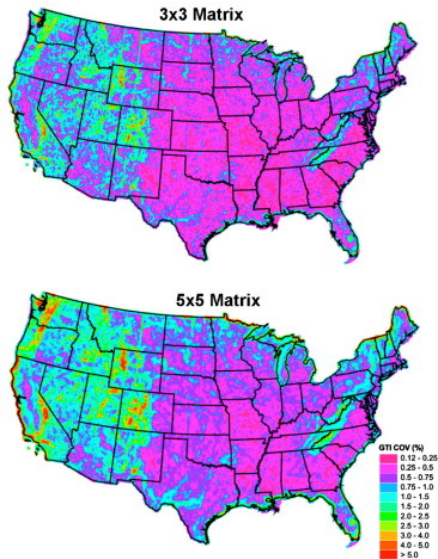 3x3 Matrix
5x5 Matrix
GTI COV (%)
0.12 - 0.25
0.25 - 0.5
0.5 - 0.75
0.75 - 1.0
1.0 - 1.5
1.5 - 2.0
2.0 - 2.5
2.5 - 3.0
3.0 - 4.0
4.0 - 5.0
> 5.0